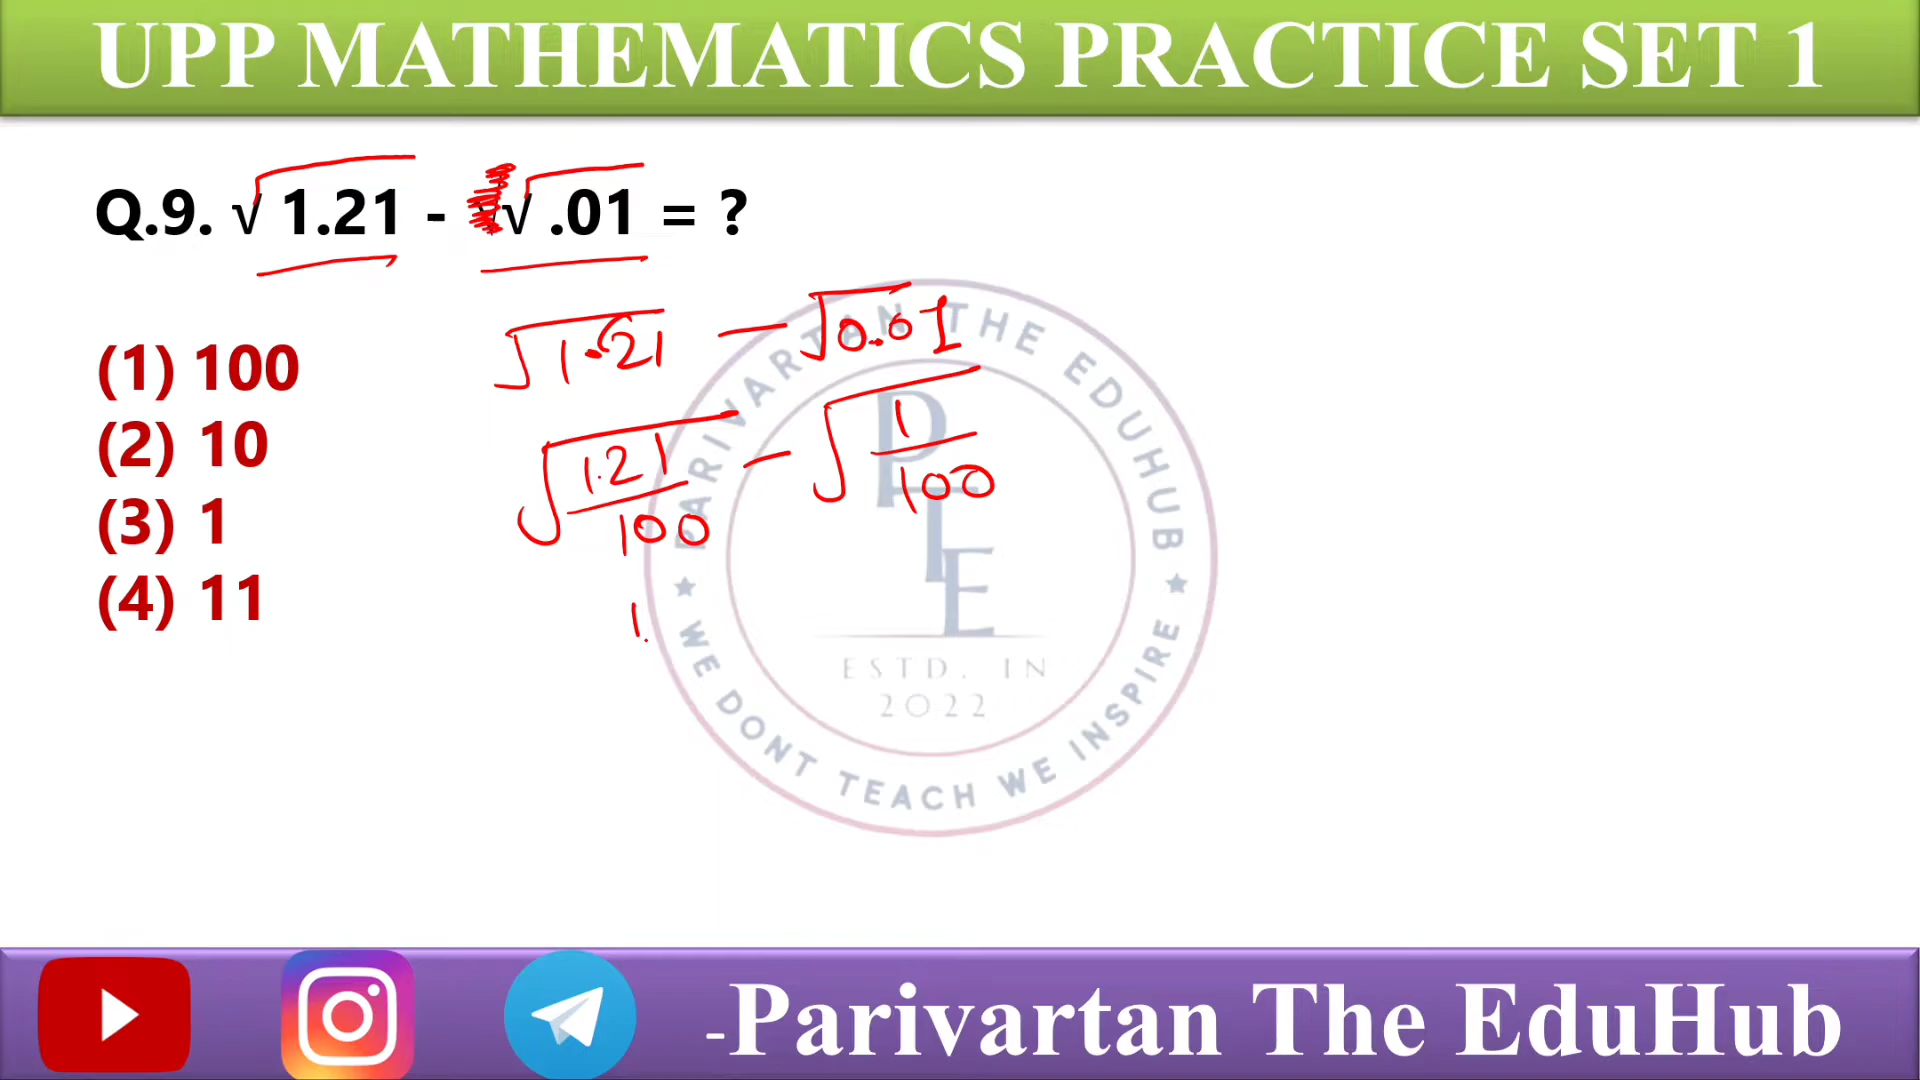 UPP MATHEMATICS PRACTICE SET 1
Q.9. √ 1.21 - √ .01 = ?
(1) 100
(2) 10
(3) 1
(4) 11
√1.21 — √0.01
√1.21/100 — √1/100
1.
PARIVARTAN THE EDUHUB
PIE
ESTD. IN
2022
★ WE DONT TEACH WE INSPIRE ★
-Parivartan The EduHub